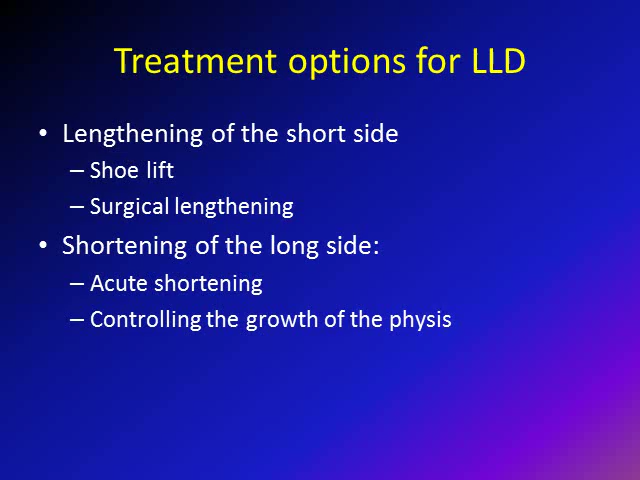 Treatment options for LLD
• Lengthening of the short side
– Shoe lift
– Surgical lengthening
• Shortening of the long side:
– Acute shortening
– Controlling the growth of the physis